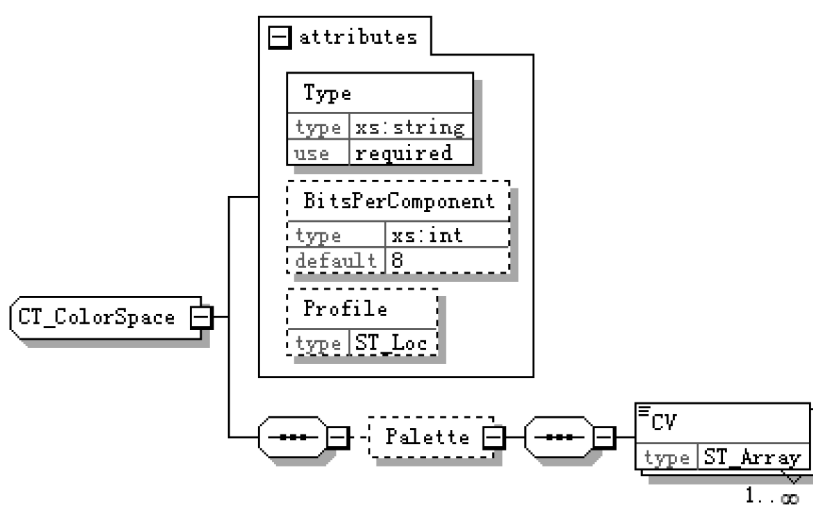 attributes
Type
type xs:string
use required
BitsPerComponent
type xs:int
default 8
CT_ColorSpace
Profile
type ST_Loc
Palette
CV
type ST_Array
1..∞